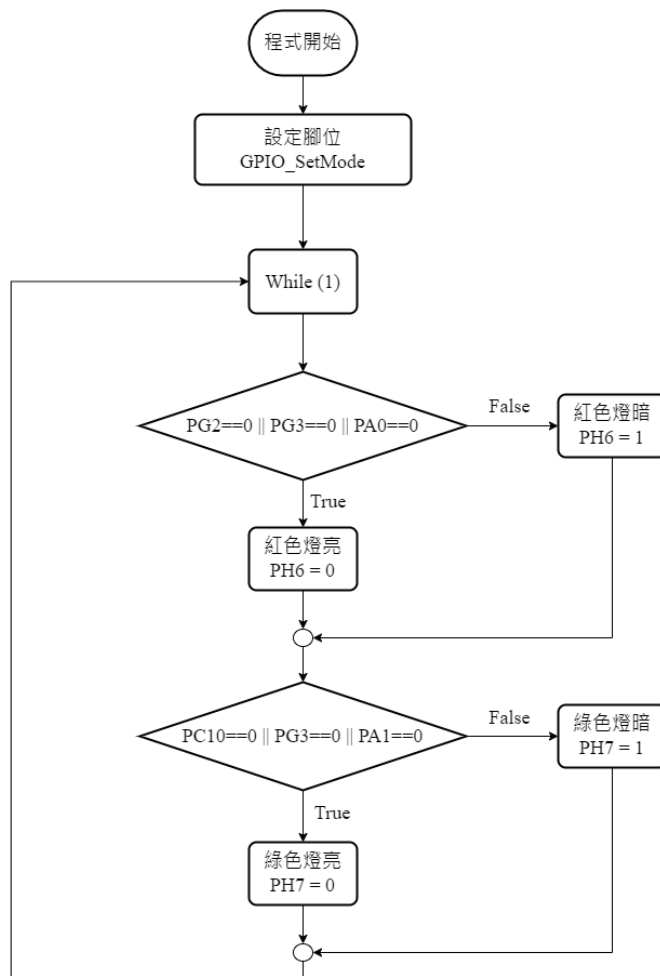 程式開始
設定腳位
GPIO_SetMode
While (1)
PG2==0 || PG3==0 || PA0==0
False
紅色燈暗
PH6 = 1
True
紅色燈亮
PH6 = 0
PC10==0 || PG3==0 || PA1==0
False
綠色燈暗
PH7 = 1
True
綠色燈亮
PH7 = 0